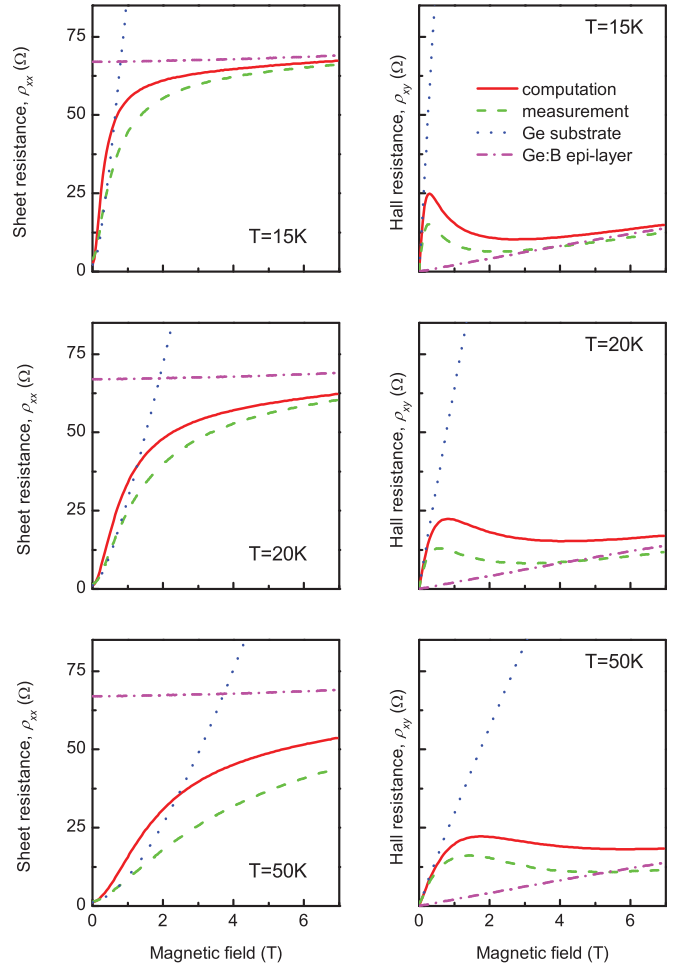 75
50
25
0
Sheet resistance, ρxx (Ω)
T=15K
Hall resistance, ρxy (Ω)
T=15K
computation
measurement
Ge substrate
Ge:B epi-layer
75
50
25
0
Sheet resistance, ρxx (Ω)
T=20K
Hall resistance, ρxy (Ω)
T=20K
75
50
25
0
Sheet resistance, ρxx (Ω)
T=50K
0 2 4 6
Magnetic field (T)
Hall resistance, ρxy (Ω)
T=50K
0 2 4 6
Magnetic field (T)